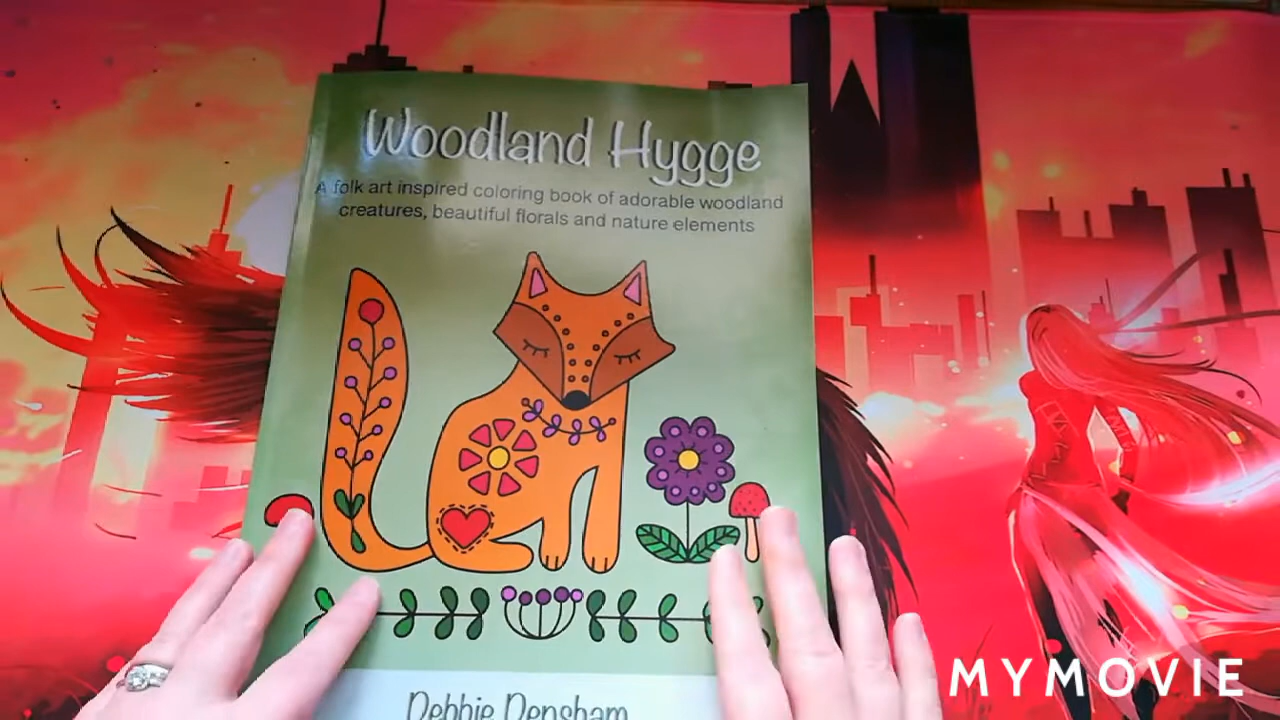 Woodland Hygge
A folk art inspired coloring book of adorable woodland
creatures, beautiful florals and nature elements
Debbie Densham
MYMOVIE